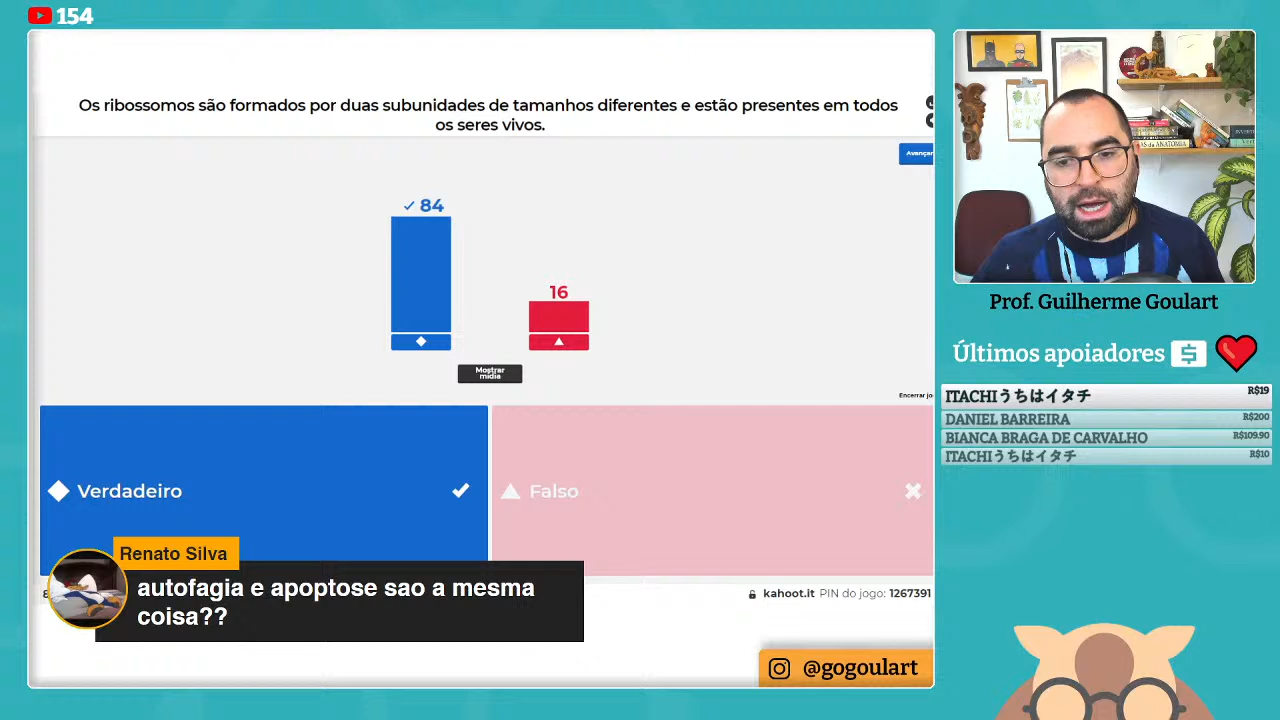 154
Os ribossomos são formados por duas subunidades de tamanhos diferentes e estão presentes em todos
os seres vivos.
Avançar
84
16
Mostrar
mídia
Encerrar jo
Verdadeiro
Falso
Renato Silva
autofagia e apoptose sao a mesma
coisa??
kahoot.it PIN do jogo: 1267391
@gogoulart
Prof. Guilherme Goulart
Últimos apoiadores
ITACHIうちはイタチ R$19
DANIEL BARREIRA R$200
BIANCA BRAGA DE CARVALHO R$109.90
ITACHIうちはイタチ R$10